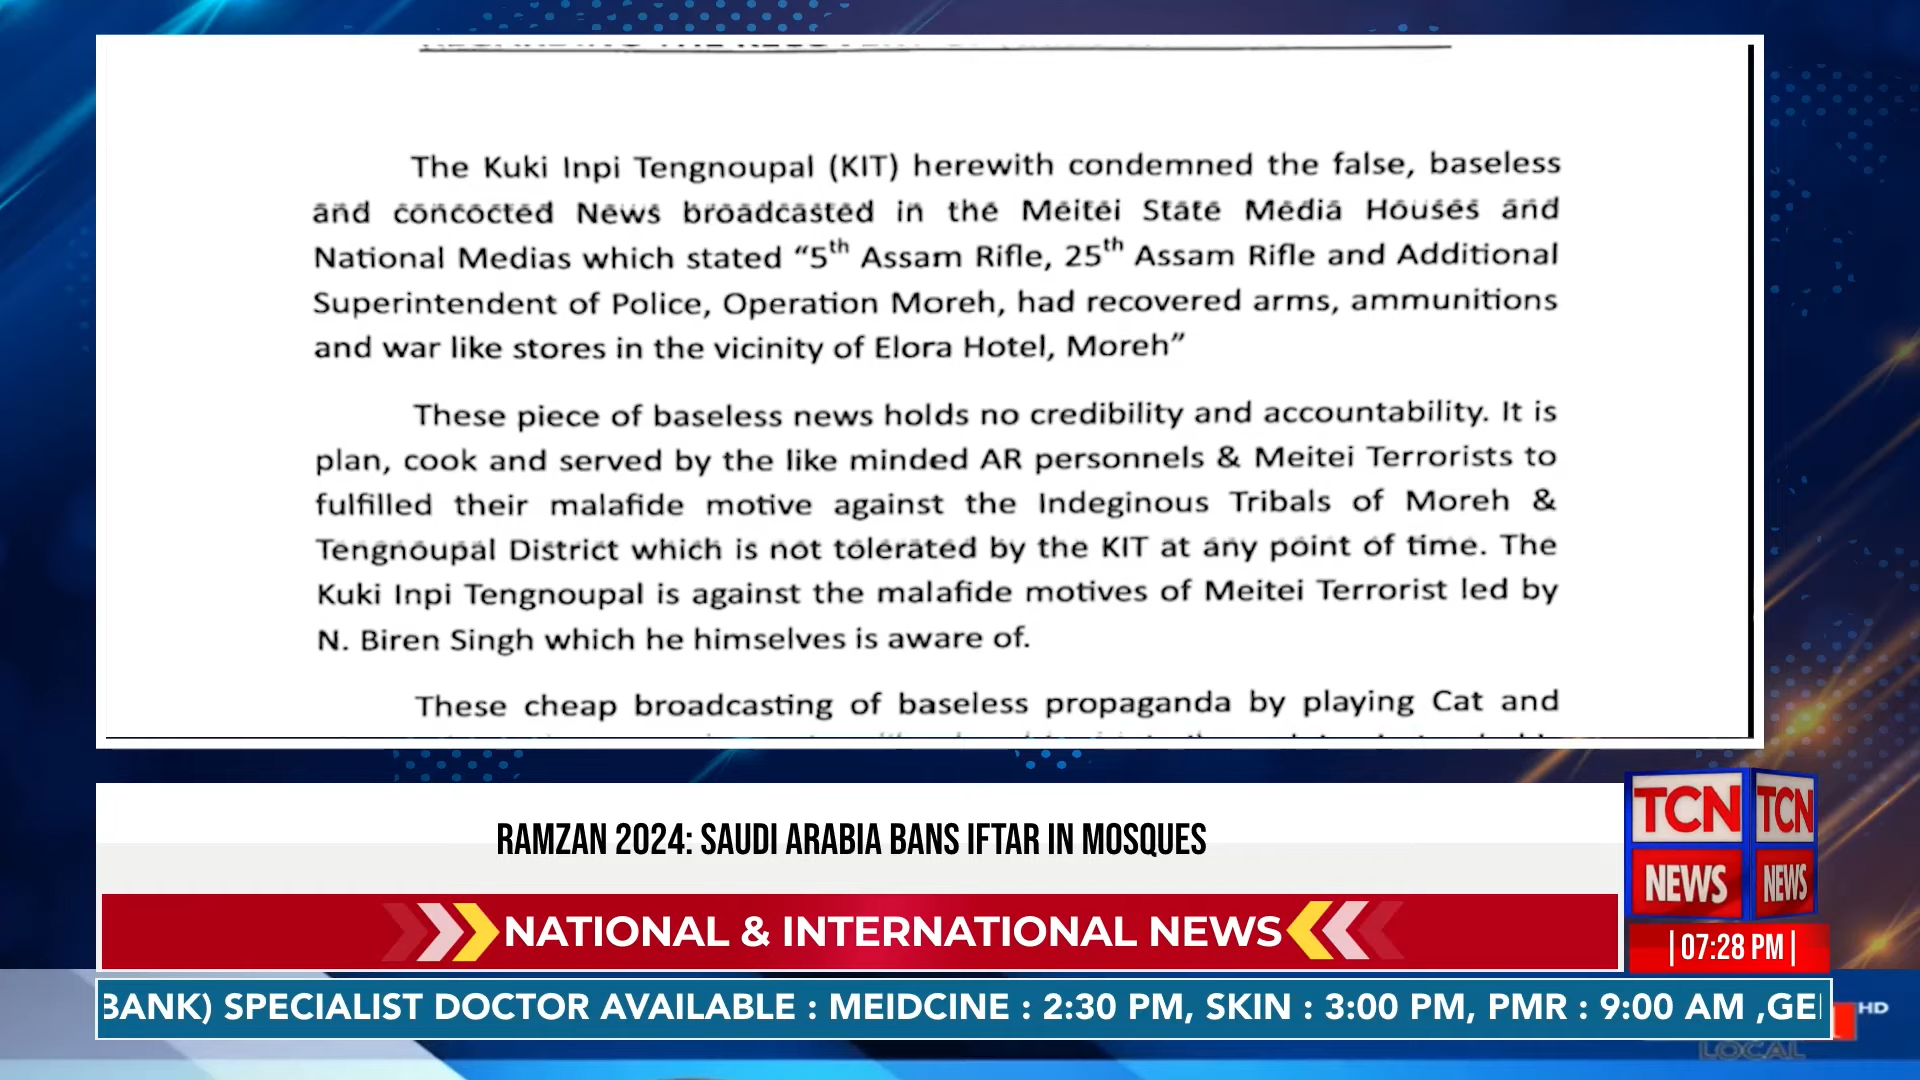 The Kuki Inpi Tengnoupal (KIT) herewith condemned the false, baseless
and concocted News broadcasted in the Meitei State Media Houses and
National Medias which stated “5th Assam Rifle, 25th Assam Rifle and Additional
Superintendent of Police, Operation Moreh, had recovered arms, ammunitions
and war like stores in the vicinity of Elora Hotel, Moreh”
These piece of baseless news holds no credibility and accountability. It is
plan, cook and served by the like minded AR personnels & Meitei Terrorists to
fulfilled their malafide motive against the Indeginous Tribals of Moreh &
Tengnoupal District which is not tolerated by the KIT at any point of time. The
Kuki Inpi Tengnoupal is against the malafide motives of Meitei Terrorist led by
N. Biren Singh which he himselves is aware of.
These cheap broadcasting of baseless propaganda by playing Cat and
RAMZAN 2024: SAUDI ARABIA BANS IFTAR IN MOSQUES
TCN TCN
NEWS NEWS
NATIONAL & INTERNATIONAL NEWS
|07:28 PM|
BANK) SPECIALIST DOCTOR AVAILABLE : MEIDCINE : 2:30 PM, SKIN : 3:00 PM, PMR : 9:00 AM ,GE
HD
LOCAL